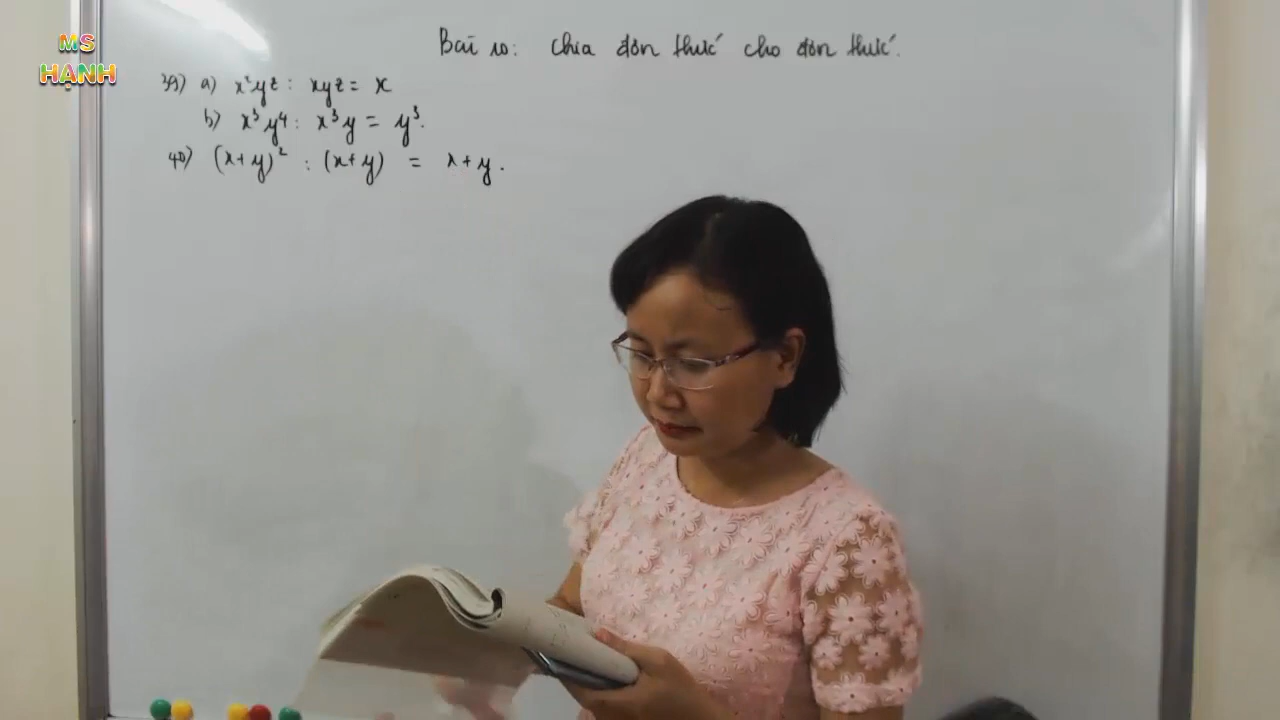 MS
HẠNH
Bài 10: Chia đơn thức cho đơn thức.
39) a) x²yz : xyz = x
b) x³y⁴ : x³y = y³.
40) (x+y)² : (x+y) = x+y.